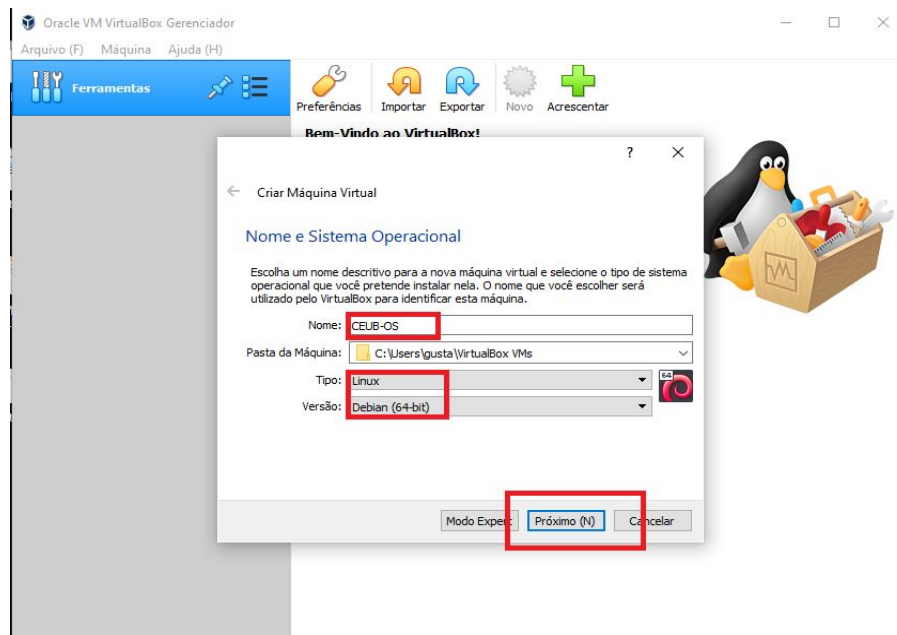 Oracle VM VirtualBox Gerenciador
Arquivo (F) Máquina Ajuda (H)
Ferramentas
Preferências Importar Exportar Novo Acrescentar
Bem-Vindo ao VirtualBox!
? 
Criar Máquina Virtual
Nome e Sistema Operacional
Escolha um nome descritivo para a nova máquina virtual e selecione o tipo de sistema
operacional que você pretende instalar nela. O nome que você escolher será
utilizado pelo VirtualBox para identificar esta máquina.
Nome: CEUB-OS
Pasta da Máquina: C:\Users\gusta\VirtualBox VMs
Tipo: Linux
64
Versão: Debian (64-bit)
Modo Expert Próximo (N) Cancelar